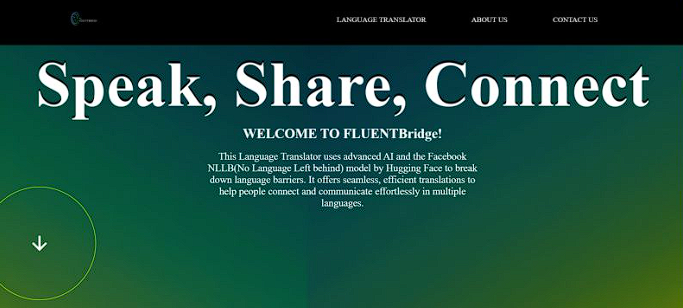 LANGUAGE TRANSLATOR ABOUT US CONTACT US
Speak, Share, Connect
WELCOME TO FLUENTBridge!
This Language Translator uses advanced AI and the Facebook
NLLB(No Language Left behind) model by Hugging Face to break
down language barriers. It offers seamless, efficient translations to
help people connect and communicate effortlessly in multiple
languages.